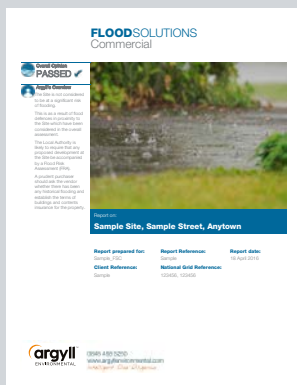 FLOODSOLUTIONS
Commercial
Overall Opinion
PASSED
Argyll's Overview
The Site is not considered
to be at a significant risk
of flooding.
This is as a result of flood
defences in proximity to
the Site which have been
considered in the overall
assessment.
The Local Authority is
likely to require that any
proposed development at
the Site be accompanied
by a Flood Risk
Assessment (FRA).
A prudent purchaser
should ask the vendor
whether there has been
any historical flooding and
establish the terms of
buildings and contents
insurance for the property.
Report on:
Sample Site, Sample Street, Anytown
Report prepared for:
Sample_FSC
Report Reference:
Sample
Report date:
Client Reference:
Sample
National Grid Reference:
123456, 123456
argyll
ENVIRONMENTAL
0845 458 5250
www.argyllenvironmental.com